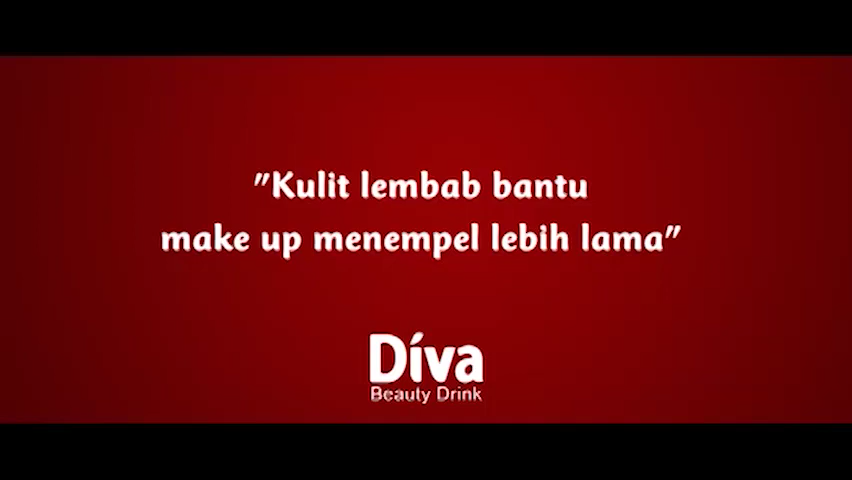 "Kulit lembab bantu
make up menempel lebih lama"
Díva
Beauty Drink